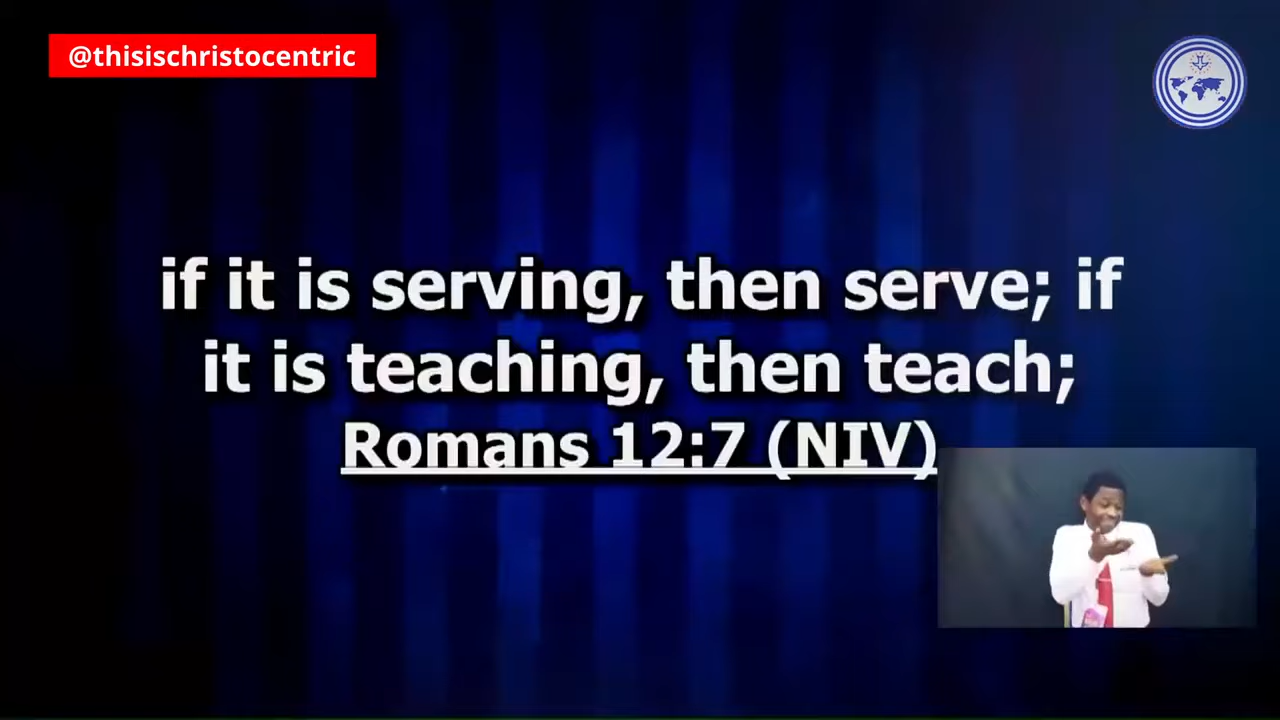 @thisischristocentric
if it is serving, then serve; if
it is teaching, then teach;
Romans 12:7 (NIV)